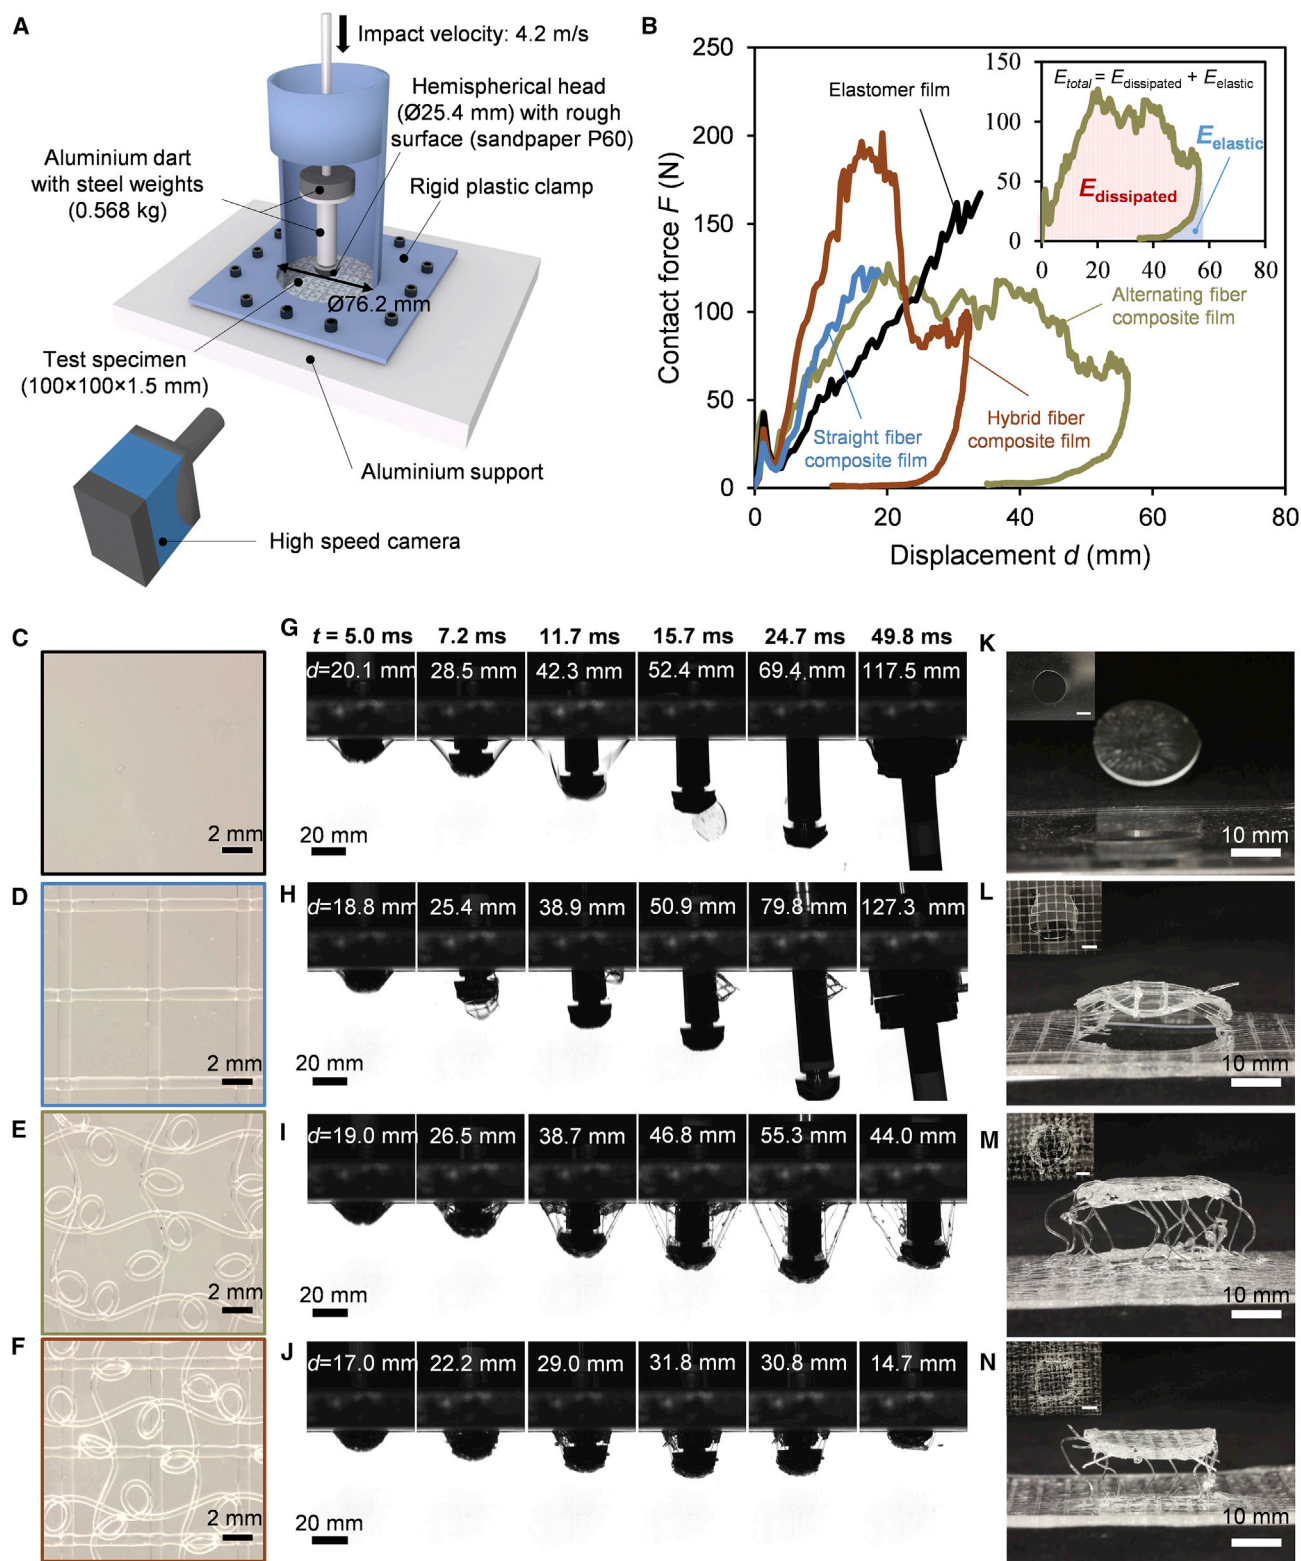 A
Impact velocity: 4.2 m/s
Hemispherical head
(Ø25.4 mm) with rough
surface (sandpaper P60)
Aluminium dart
with steel weights
(0.568 kg)
Rigid plastic clamp
Ø76.2 mm
Test specimen
(100×100×1.5 mm)
Aluminium support
High speed camera
B
250
200
150
100
50
0
0
20
40
60
80
Contact force F (N)
Displacement d (mm)
Elastomer film
Straight fiber
composite film
Hybrid fiber
composite film
Alternating fiber
composite film
150
100
50
0
0
20
40
60
80
Etotal = Edissipated + Eelastic
Eelastic
Edissipated
C
2 mm
D
2 mm
E
2 mm
F
2 mm
G
t = 5.0 ms
7.2 ms
11.7 ms
15.7 ms
24.7 ms
49.8 ms
d=20.1 mm
28.5 mm
42.3 mm
52.4 mm
69.4 mm
117.5 mm
20 mm
H
d=18.8 mm
25.4 mm
38.9 mm
50.9 mm
79.8 mm
127.3 mm
20 mm
I
d=19.0 mm
26.5 mm
38.7 mm
46.8 mm
55.3 mm
44.0 mm
20 mm
J
d=17.0 mm
22.2 mm
29.0 mm
31.8 mm
30.8 mm
14.7 mm
20 mm
K
10 mm
L
10 mm
M
10 mm
N
10 mm